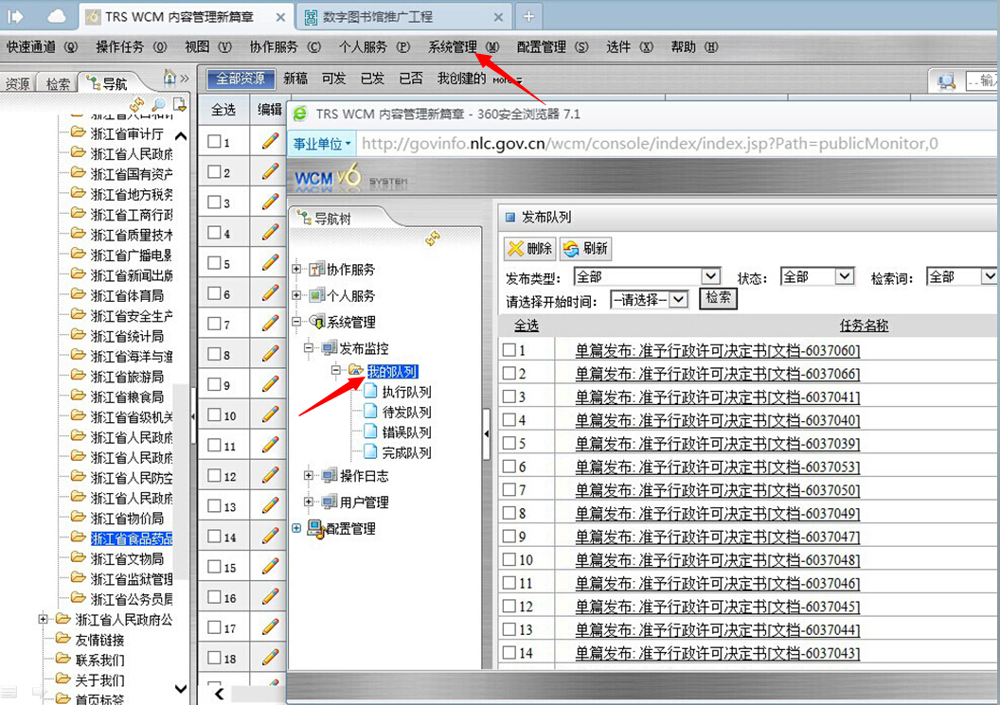 TRS WCM 内容管理新篇章
数字图书馆推广工程
快速通道 (Q) 操作任务 (O) 视图 (V) 协作服务 (C) 个人服务 (P) 系统管理 (M) 配置管理 (S) 选件 (X) 帮助 (H)
资源 检索 导航
全部资源 新稿 可发 已发 已否 我创建的 More
全选 编辑
1
2
3
4
5
6
7
8
9
10
11
12
13
14
15
16
17
18
浙江省审计厅
浙江省人民政府
浙江省国有资产
浙江省地方税务
浙江省工商行政
浙江省质量技术
浙江省广播电影
浙江省新闻出版
浙江省体育局
浙江省安全生产
浙江省统计局
浙江省海洋与渔
浙江省旅游局
浙江省粮食局
浙江省省级机关
浙江省人民政府
浙江省人民政府
浙江省人民防空
浙江省人民政府
浙江省物价局
浙江省食品药品
浙江省文物局
浙江省监狱管理
浙江省公务员局
浙江省人民政府公
友情链接
联系我们
关于我们
首页标签
TRS WCM 内容管理新篇章 - 360安全浏览器 7.1
事业单位 http://govinfo.nlc.gov.cn/wcm/console/index/index.jsp?Path=publicMonitor,0
WCM V6 SYSTEM
导航树
协作服务
个人服务
系统管理
发布监控
我的队列
执行队列
待发队列
错误队列
完成队列
操作日志
用户管理
配置管理
发布队列
删除 刷新
发布类型: 全部 状态: 全部 检索词: 全部
请选择开始时间: --请选择-- 检索
全选 任务名称
1 单篇发布: 准予行政许可决定书[文档-6037060]
2 单篇发布: 准予行政许可决定书[文档-6037066]
3 单篇发布: 准予行政许可决定书[文档-6037041]
4 单篇发布: 准予行政许可决定书[文档-6037040]
5 单篇发布: 准予行政许可决定书[文档-6037039]
6 单篇发布: 准予行政许可决定书[文档-6037053]
7 单篇发布: 准予行政许可决定书[文档-6037050]
8 单篇发布: 准予行政许可决定书[文档-6037049]
9 单篇发布: 准予行政许可决定书[文档-6037047]
10 单篇发布: 准予行政许可决定书[文档-6037048]
11 单篇发布: 准予行政许可决定书[文档-6037046]
12 单篇发布: 准予行政许可决定书[文档-6037045]
13 单篇发布: 准予行政许可决定书[文档-6037044]
14 单篇发布: 准予行政许可决定书[文档-6037043]